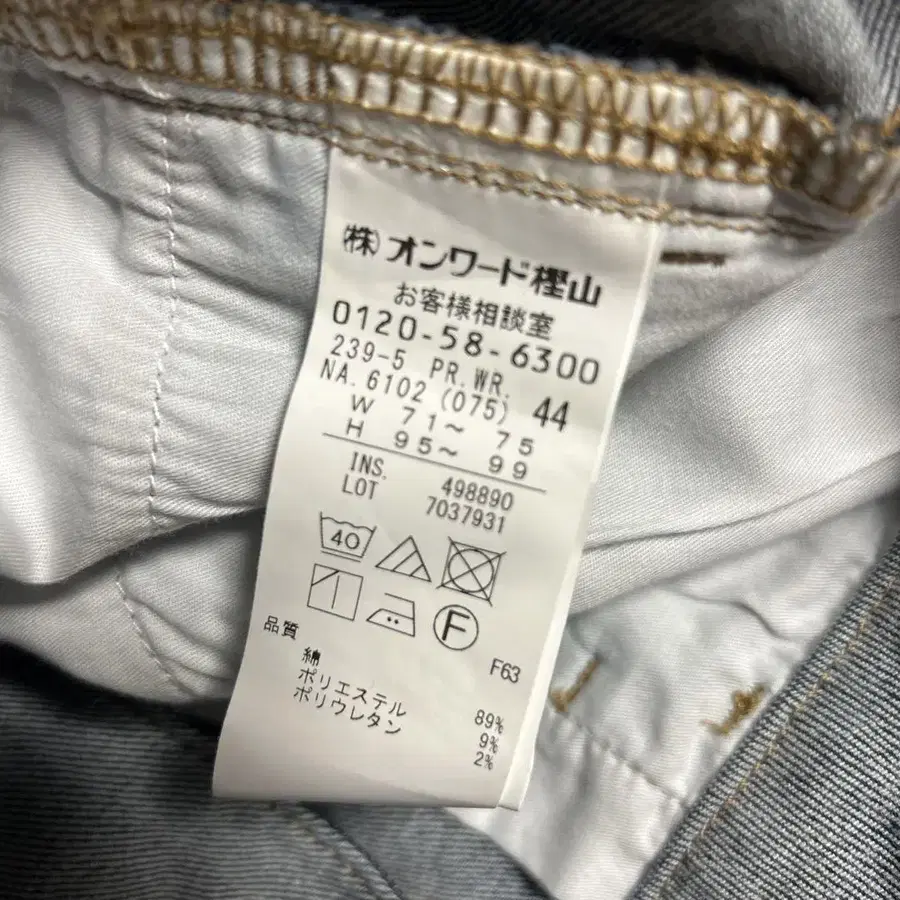 ㈱オンワード樫山
お客様相談室
0120-58-6300
239-5 PR.WR.
NA.6102(075) 44
W 71～ 75
H 95～ 99
INS. 498890
LOT 7037931
40
F
品質 F63
綿 89%
ポリエステル 9%
ポリウレタン 2%